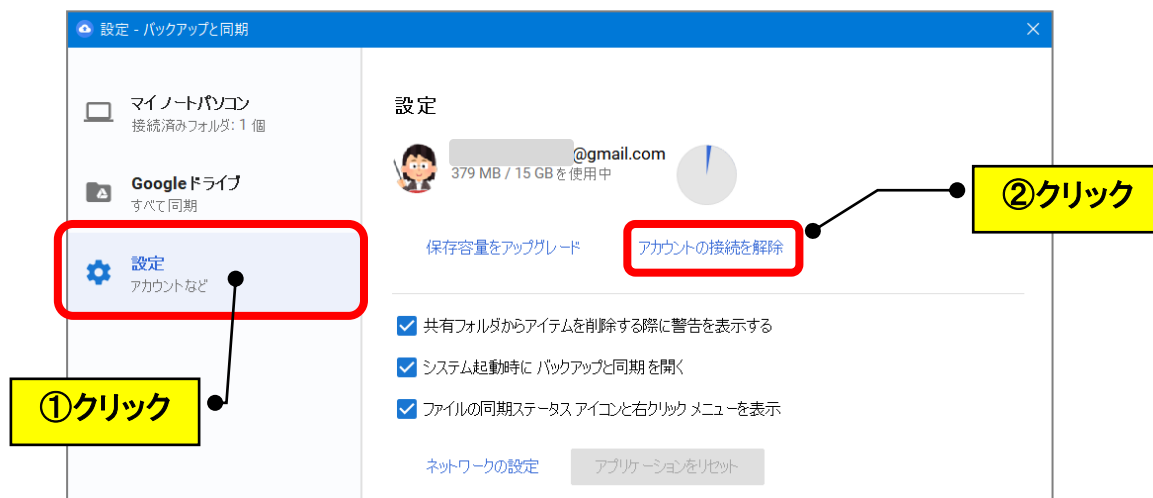 設定 - バックアップと同期
マイ ノートパソコン
接続済みフォルダ: 1 個
Googleドライブ
すべて同期
設定
アカウントなど
①クリック
設定
@gmail.com
379 MB / 15 GB を使用中
保存容量をアップグレード
アカウントの接続を解除
②クリック
共有フォルダからアイテムを削除する際に警告を表示する
システム起動時に バックアップと同期 を開く
ファイルの同期ステータス アイコンと右クリック メニューを表示
ネットワークの設定
アプリケーションをリセット